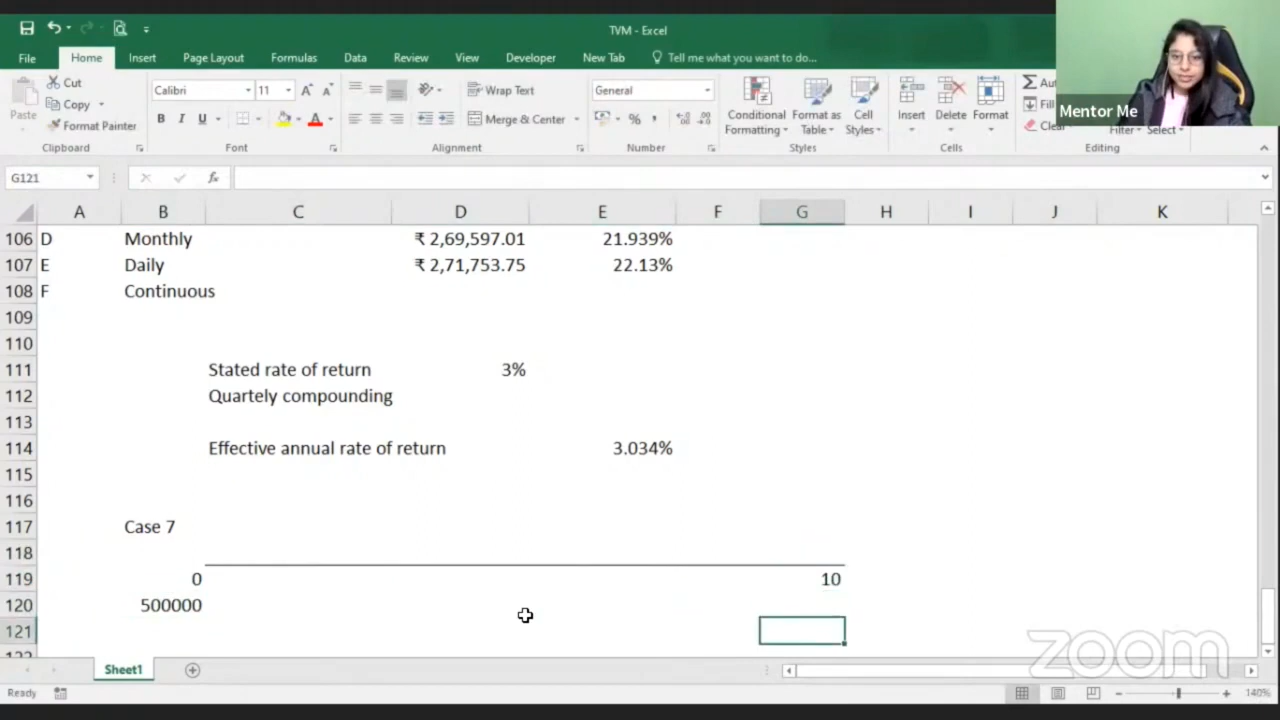 TVM - Excel
File Home Insert Page Layout Formulas Data Review View Developer New Tab Tell me what you want to do...
Cut
Copy
Format Painter
Paste
Clipboard
Calibri 11
B I U
Font
Wrap Text
Merge & Center
Alignment
General
Number
Conditional Formatting
Format as Table
Cell Styles
Styles
Insert Delete Format
Cells
Fill
Clear
Filter Select
Editing
Mentor Me
G121
A B C D E F G H I J K
106 D Monthly ₹ 2,69,597.01 21.939%
107 E Daily ₹ 2,71,753.75 22.13%
108 F Continuous
109
110
111 Stated rate of return 3%
112 Quartely compounding
113
114 Effective annual rate of return 3.034%
115
116
117 Case 7
118
119 0 10
120 500000
121
zoom
Sheet1
Ready 140%